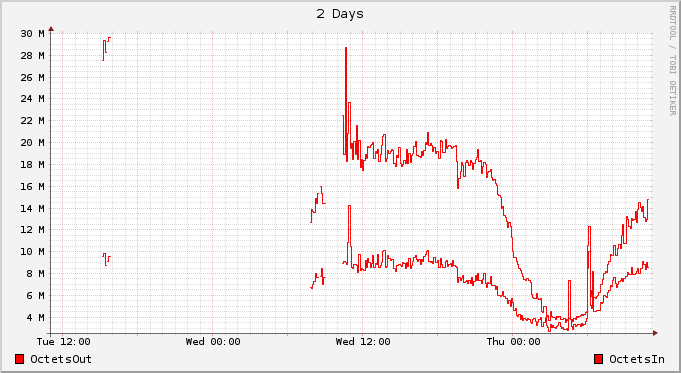 2 Days
RRDTOOL / TOBI OETIKER
30 M
28 M
26 M
24 M
22 M
20 M
18 M
16 M
14 M
12 M
10 M
8 M
6 M
4 M
Tue 12:00 Wed 00:00 Wed 12:00 Thu 00:00
OctetsOut OctetsIn